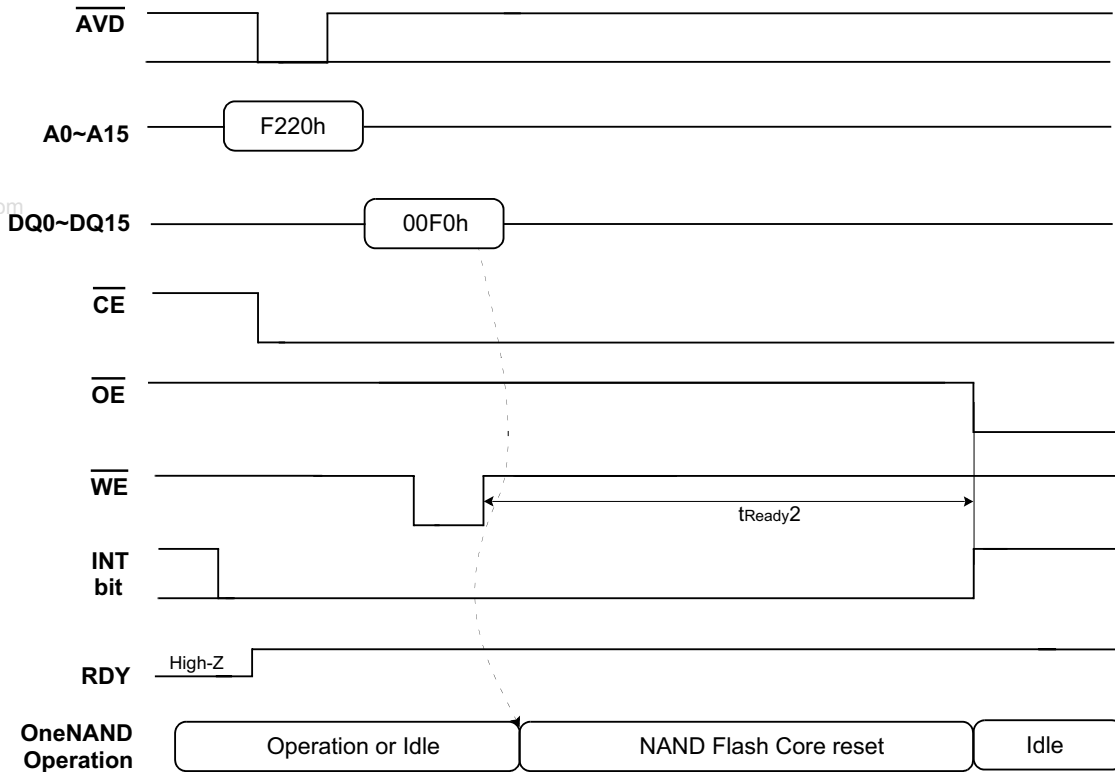 AVD
A0~A15
F220h
om
DQ0~DQ15
00F0h
CE
OE
WE
tReady2
INT
bit
High-Z
RDY
OneNAND
Operation
Operation or Idle
NAND Flash Core reset
Idle